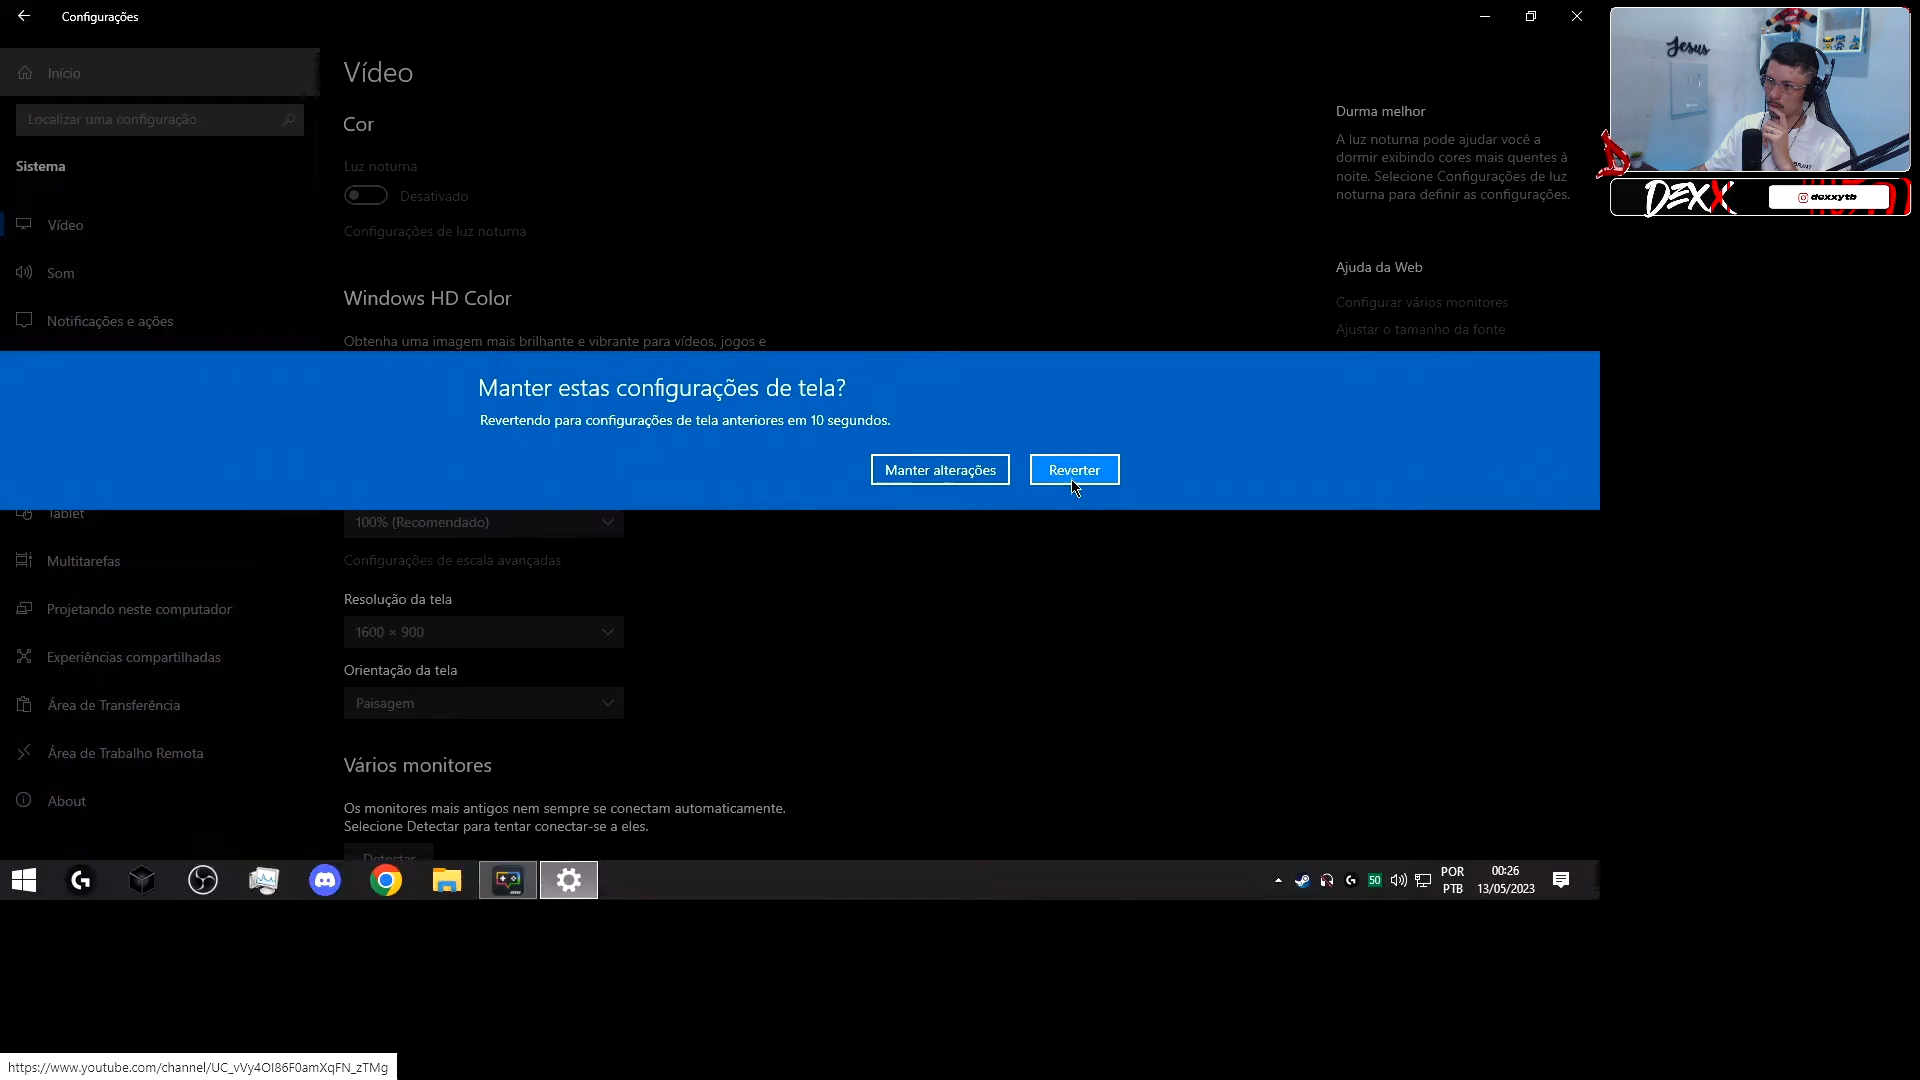 Configurações
Início
Localizar uma configuração
Sistema
Vídeo
Som
Notificações e ações
Tablet
Multitarefas
Projetando neste computador
Experiências compartilhadas
Área de Transferência
Área de Trabalho Remota
About
Vídeo
Cor
Luz noturna
Desativado
Configurações de luz noturna
Windows HD Color
Obtenha uma imagem mais brilhante e vibrante para vídeos, jogos e
Manter estas configurações de tela?
Revertendo para configurações de tela anteriores em 10 segundos.
Manter alterações
Reverter
100% (Recomendado)
Configurações de escala avançadas
Resolução da tela
1600 × 900
Orientação da tela
Paisagem
Vários monitores
Os monitores mais antigos nem sempre se conectam automaticamente.
Selecione Detectar para tentar conectar-se a eles.
Detectar
Durma melhor
A luz noturna pode ajudar você a
dormir exibindo cores mais quentes à
noite. Selecione Configurações de luz
noturna para definir as configurações.
Ajuda da Web
Configurar vários monitores
Ajustar o tamanho da fonte
Jesus
DEXX
dexxytb
50
POR
PTB
00:26
13/05/2023
https://www.youtube.com/channel/UC_vVy4OI86F0amXqFN_zTMg